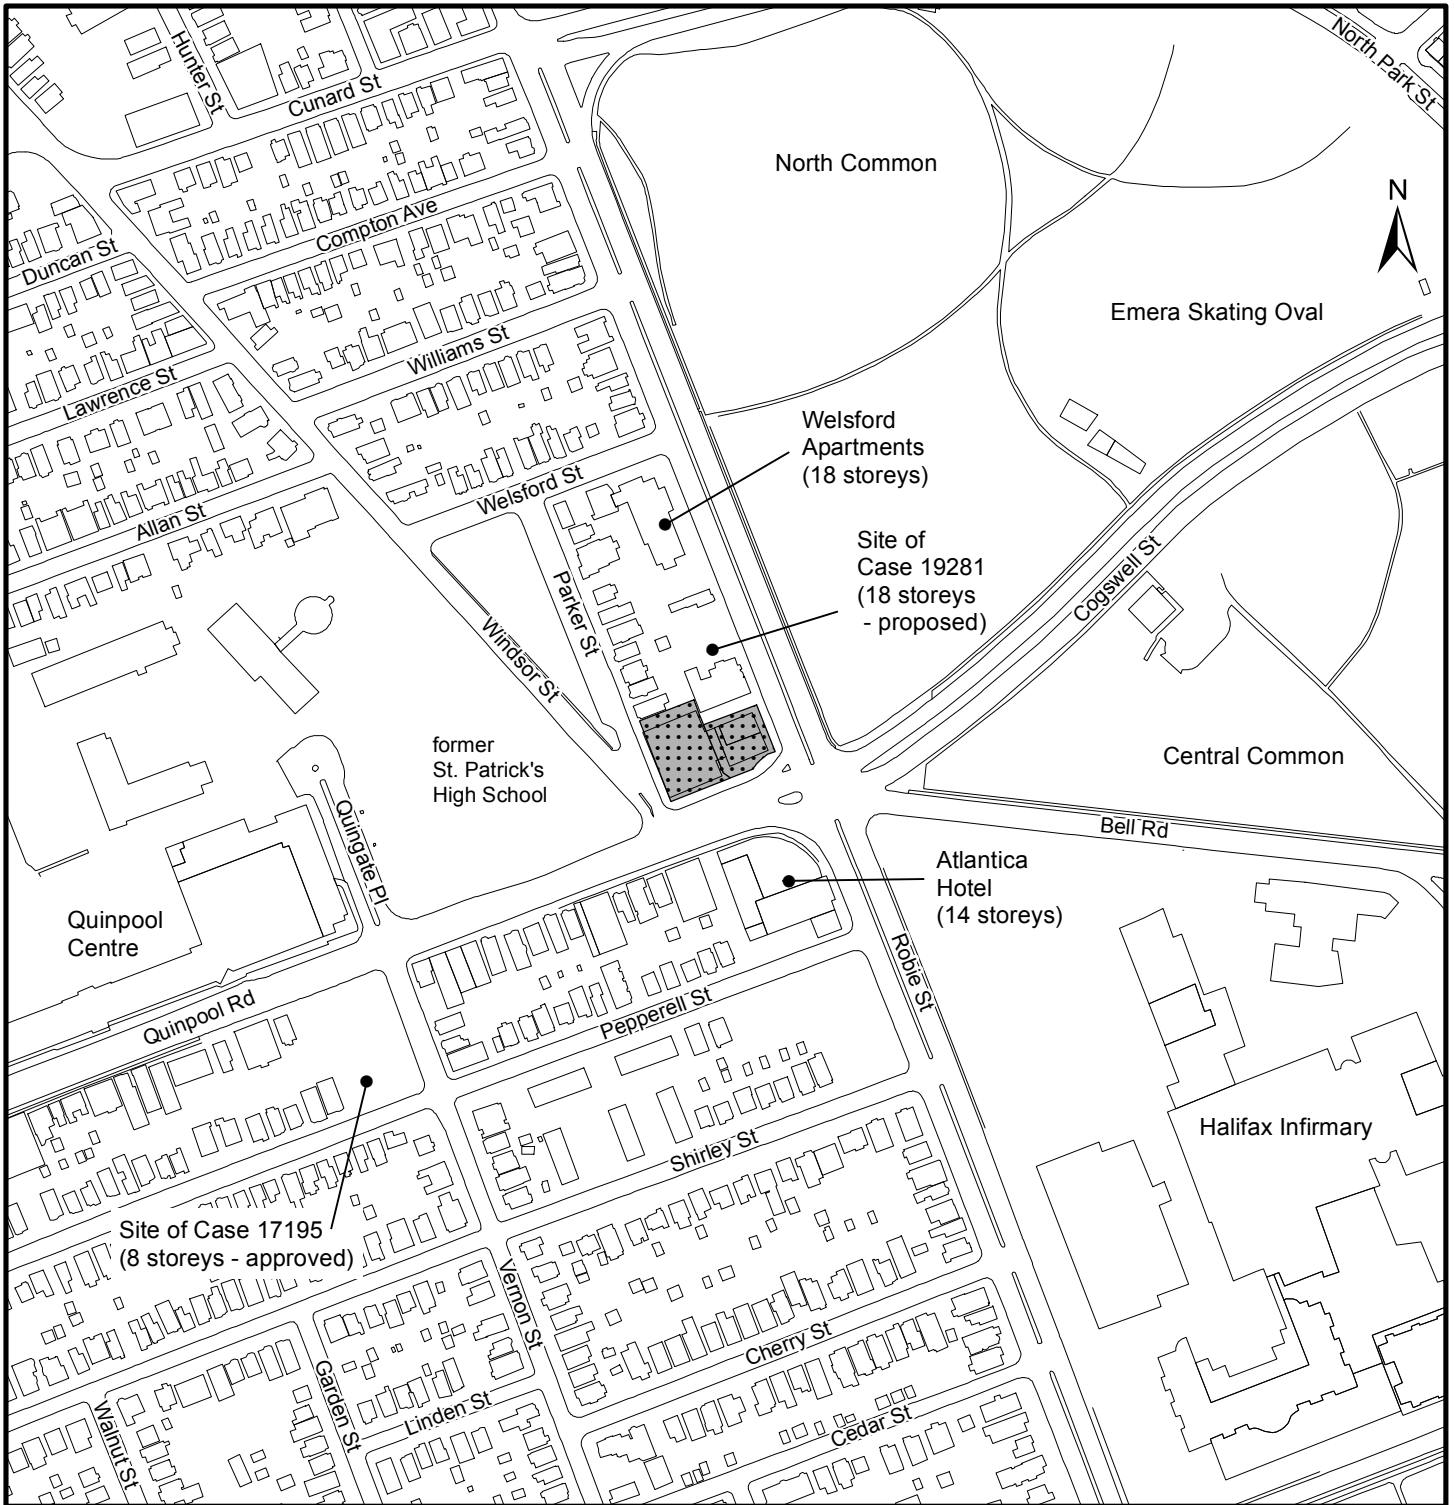 Hunter St
North Park St
Cunard St
North Common
N
Compton Ave
Duncan St
Emera Skating Oval
Williams St
Lawrence St
Welsford
Apartments
(18 storeys)
Welsford St
Allan St
Site of
Case 19281
(18 storeys
- proposed)
Cogswell St
Parker St
Windsor St
former
St. Patrick's
High School
Central Common
Quingate Pl
Bell Rd
Atlantica
Hotel
(14 storeys)
Quinpool
Centre
Robie St
Quinpool Rd
Pepperell St
Halifax Infirmary
Shirley St
Site of Case 17195
(8 storeys - approved)
Vernon St
Cherry St
Garden St
Linden St
Walnut St
Cedar St